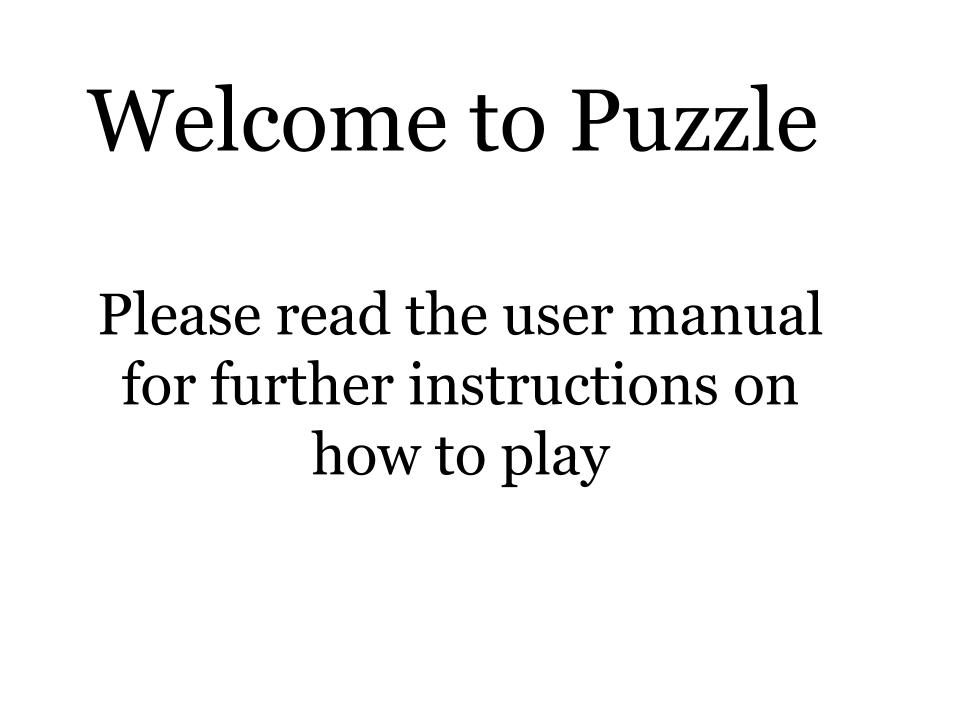 Welcome to Puzzle
Please read the user manual
for further instructions on
how to play